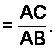 = AC/AB.